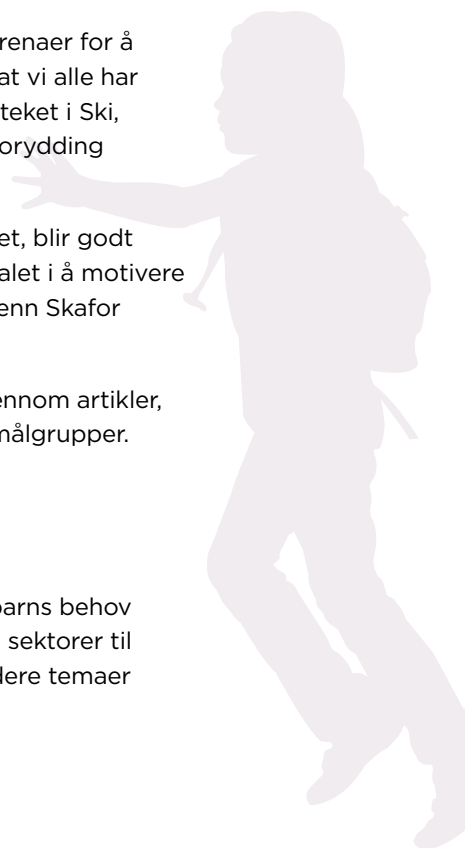 renaer for å
at vi alle har
teket i Ski,
orydding
et, blir godt
alet i å motivere
enn Skafor
ennom artikler,
målgrupper.
barns behov
sektorer til
dere temaer